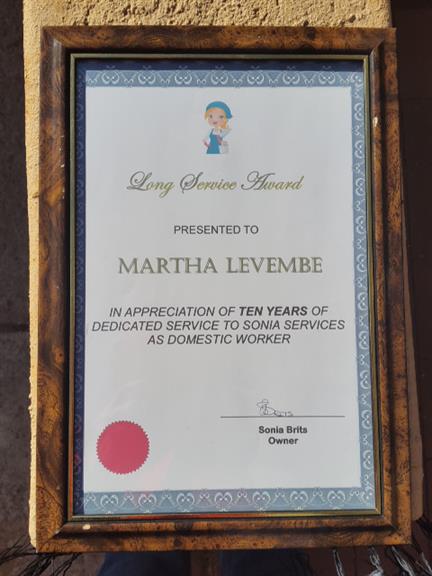 Long Service Award
PRESENTED TO
MARTHA LEVEMBE
IN APPRECIATION OF TEN YEARS OF
DEDICATED SERVICE TO SONIA SERVICES
AS DOMESTIC WORKER
Sonia Brits
Owner